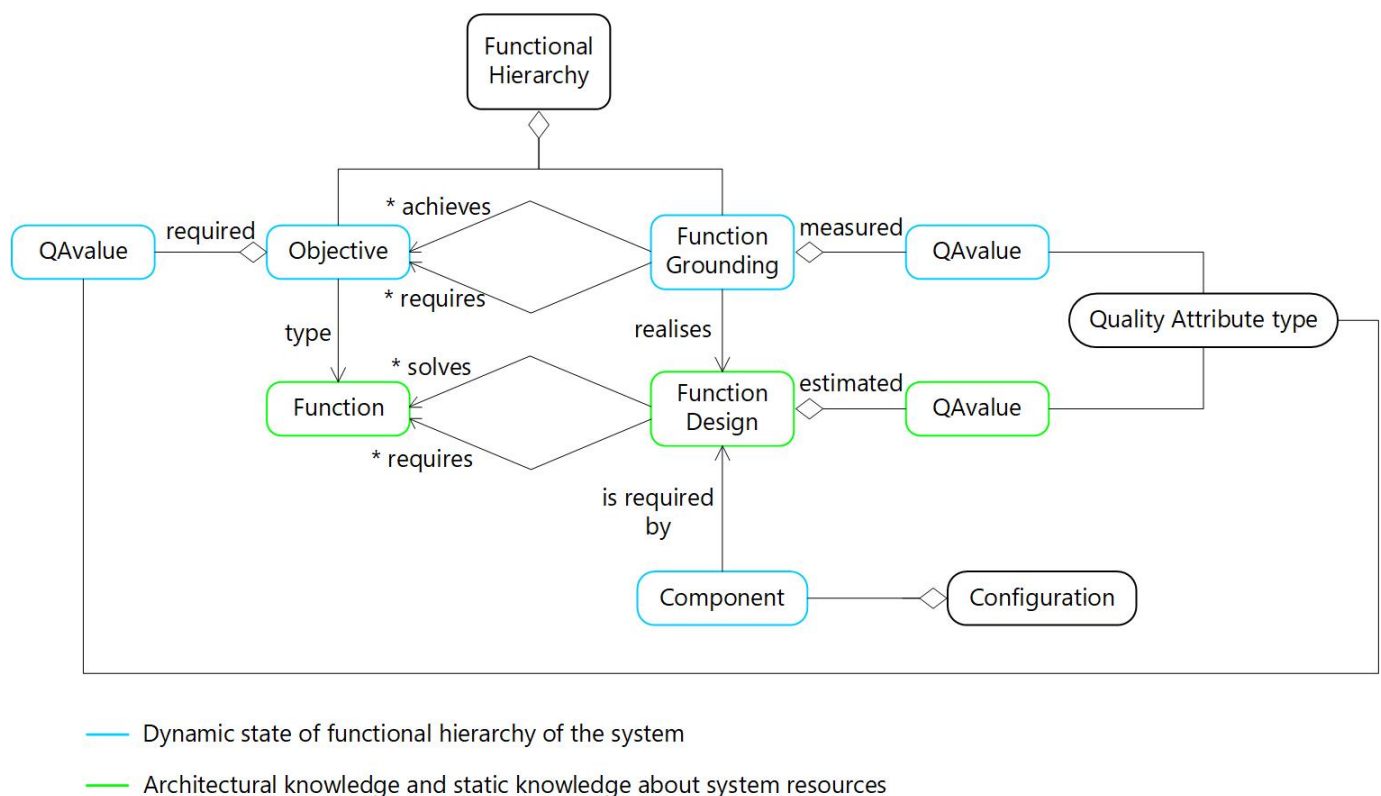 Functional
Hierarchy
* achieves
required
measured
QAvalue
Objective
Function
Grounding
QAvalue
* requires
Quality Attribute type
type
realises
* solves
estimated
Function
Function
Design
QAvalue
* requires
is required
by
Component
Configuration
Dynamic state of functional hierarchy of the system
Architectural knowledge and static knowledge about system resources